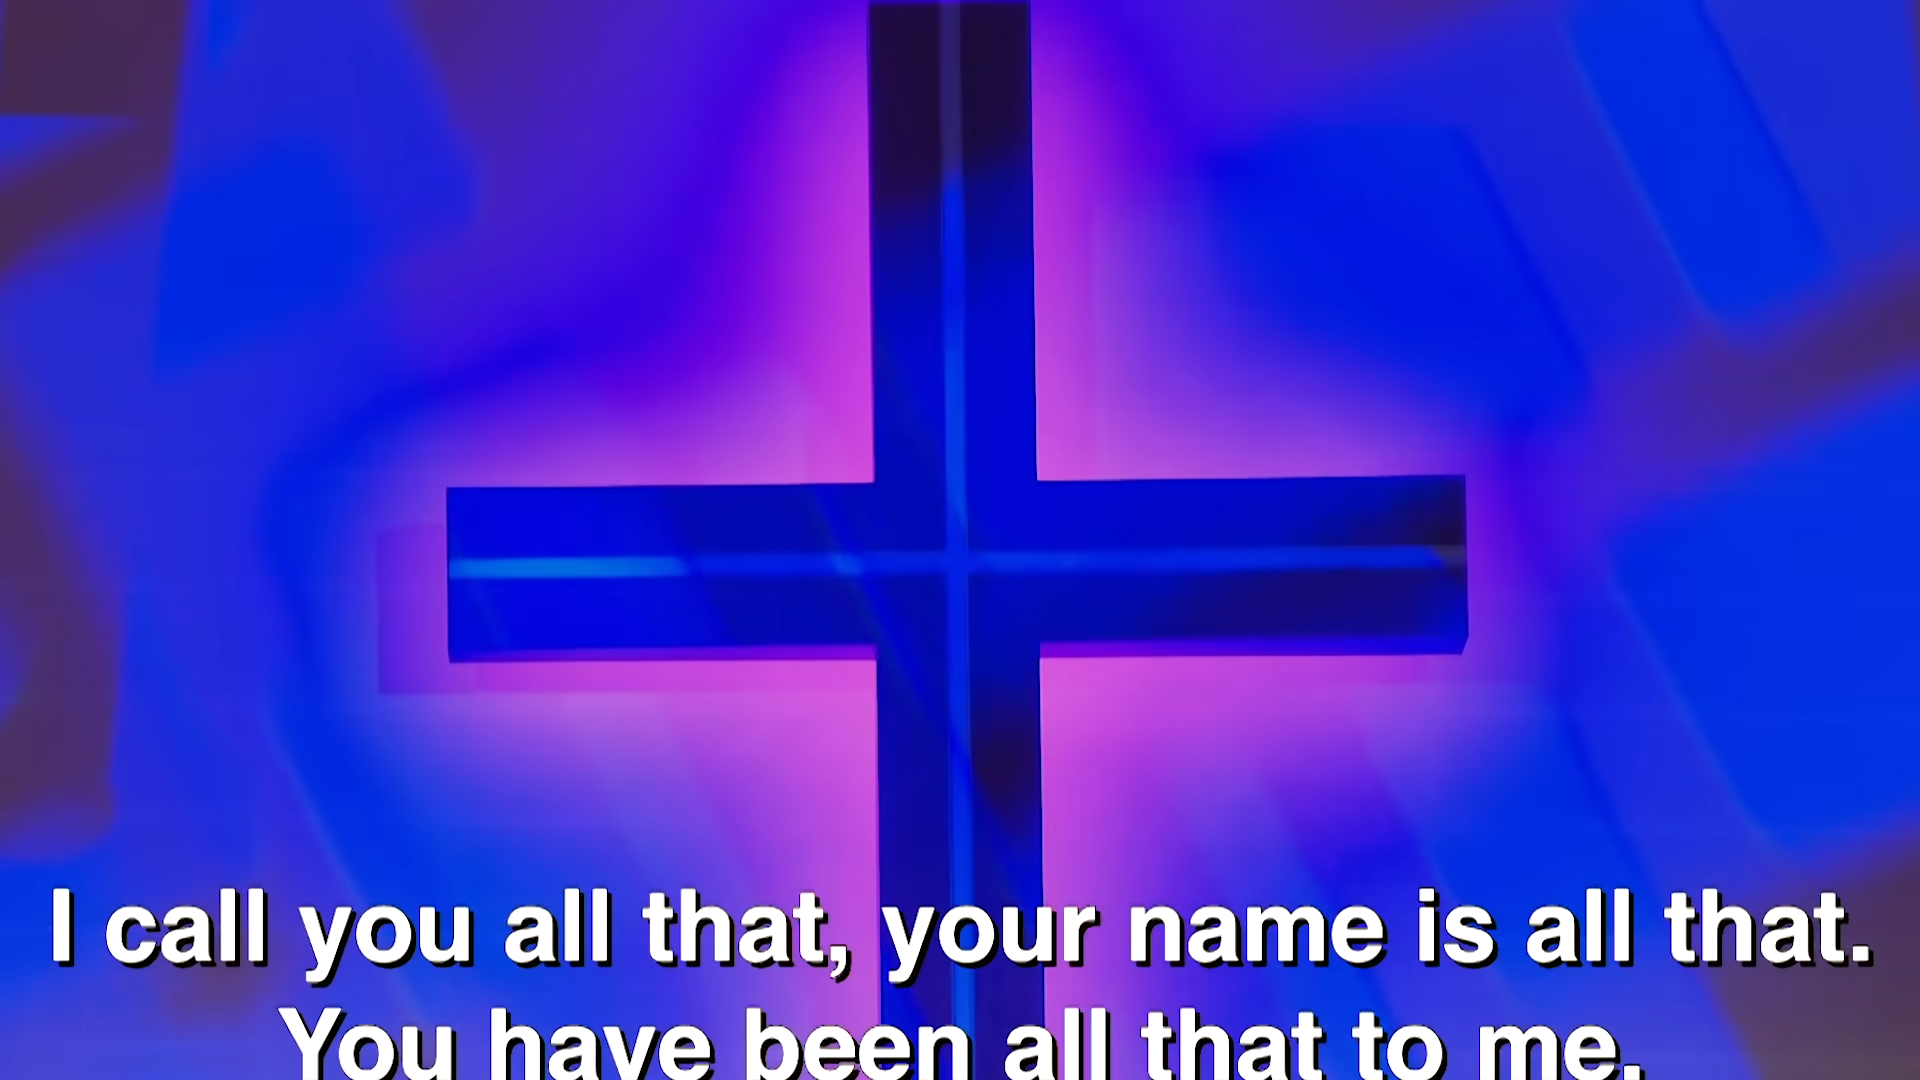 I call you all that, your name is all that.
You have been all that to me.